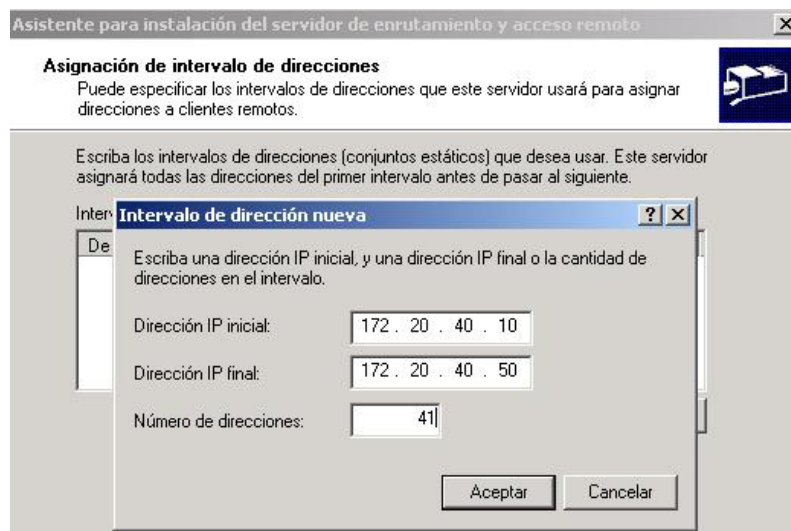 Asistente para instalación del servidor de enrutamiento y acceso remoto
Asignación de intervalo de direcciones
Puede especificar los intervalos de direcciones que este servidor usará para asignar
direcciones a clientes remotos.
Escriba los intervalos de direcciones (conjuntos estáticos) que desea usar. Este servidor
asignará todas las direcciones del primer intervalo antes de pasar al siguiente.
Intervalo de dirección nueva
De
Escriba una dirección IP inicial, y una dirección IP final o la cantidad de
direcciones en el intervalo.
Dirección IP inicial: 172 . 20 . 40 . 10
Dirección IP final: 172 . 20 . 40 . 50
Número de direcciones: 41
Aceptar Cancelar